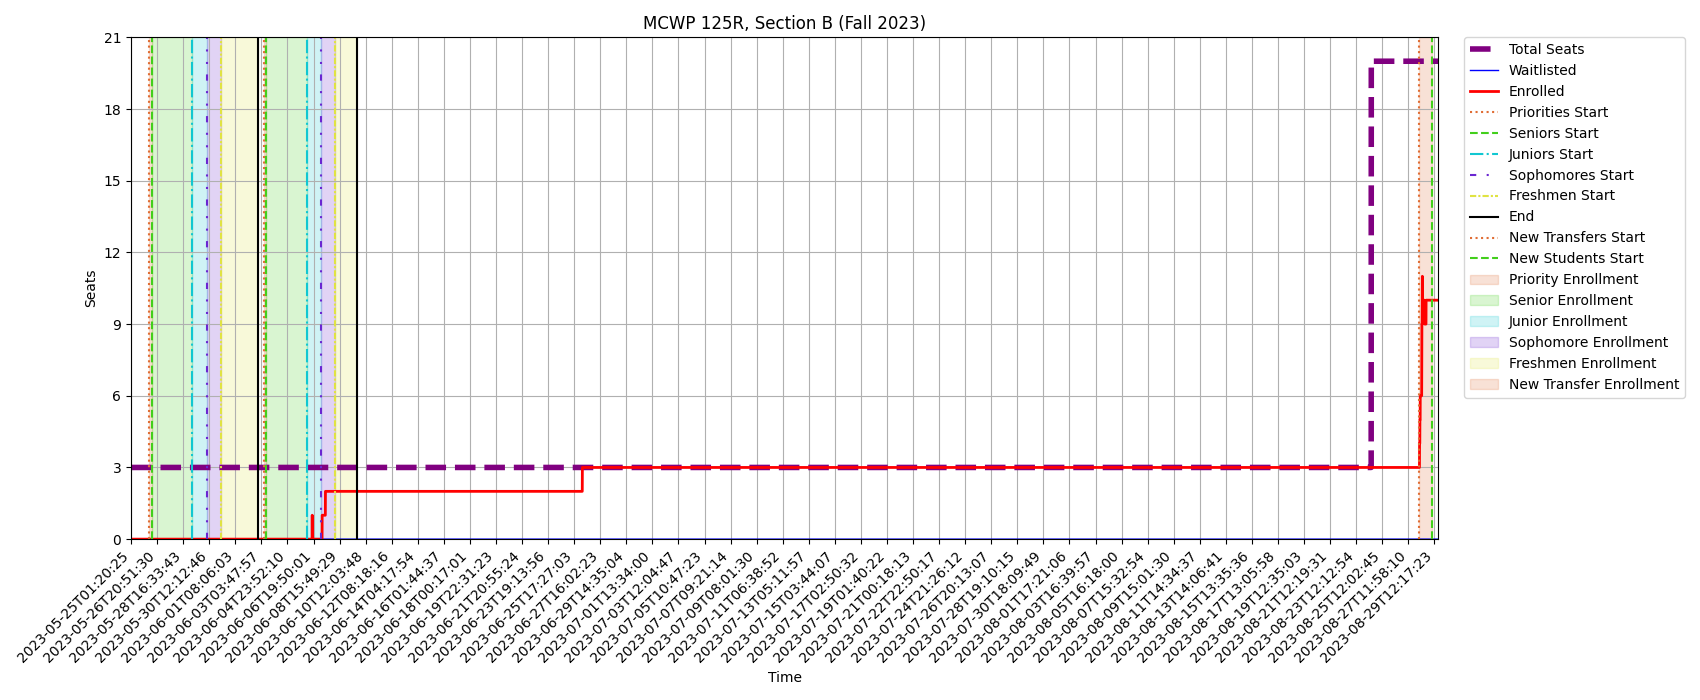 MCWP 125R, Section B (Fall 2023)
Seats
21
18
15
12
9
6
3
0
2023-05-25T01:20:25
2023-05-26T20:51:30
2023-05-28T16:33:43
2023-05-30T12:12:46
2023-06-01T08:06:03
2023-06-03T03:47:57
2023-06-04T23:52:10
2023-06-06T19:50:01
2023-06-08T15:49:29
2023-06-10T12:03:48
2023-06-12T08:18:16
2023-06-14T04:17:54
2023-06-16T01:44:37
2023-06-18T00:17:01
2023-06-19T22:31:23
2023-06-21T20:55:24
2023-06-23T19:13:56
2023-06-25T17:27:03
2023-06-27T16:02:23
2023-06-29T14:35:04
2023-07-01T13:34:00
2023-07-03T12:04:47
2023-07-05T10:47:23
2023-07-07T09:21:14
2023-07-09T08:01:30
2023-07-11T06:38:52
2023-07-13T05:11:57
2023-07-15T03:44:07
2023-07-17T02:50:32
2023-07-19T01:40:22
2023-07-21T00:18:13
2023-07-22T22:50:17
2023-07-24T21:26:12
2023-07-26T20:13:07
2023-07-28T19:10:15
2023-07-30T18:09:49
2023-08-01T17:21:06
2023-08-03T16:39:57
2023-08-05T16:18:00
2023-08-07T15:32:54
2023-08-09T15:01:30
2023-08-11T14:34:37
2023-08-13T14:06:41
2023-08-15T13:35:36
2023-08-17T13:05:58
2023-08-19T12:35:03
2023-08-21T12:19:31
2023-08-23T12:12:54
2023-08-25T12:02:45
2023-08-27T11:58:10
2023-08-29T12:17:23
Time
Total Seats
Waitlisted
Enrolled
Priorities Start
Seniors Start
Juniors Start
Sophomores Start
Freshmen Start
End
New Transfers Start
New Students Start
Priority Enrollment
Senior Enrollment
Junior Enrollment
Sophomore Enrollment
Freshmen Enrollment
New Transfer Enrollment